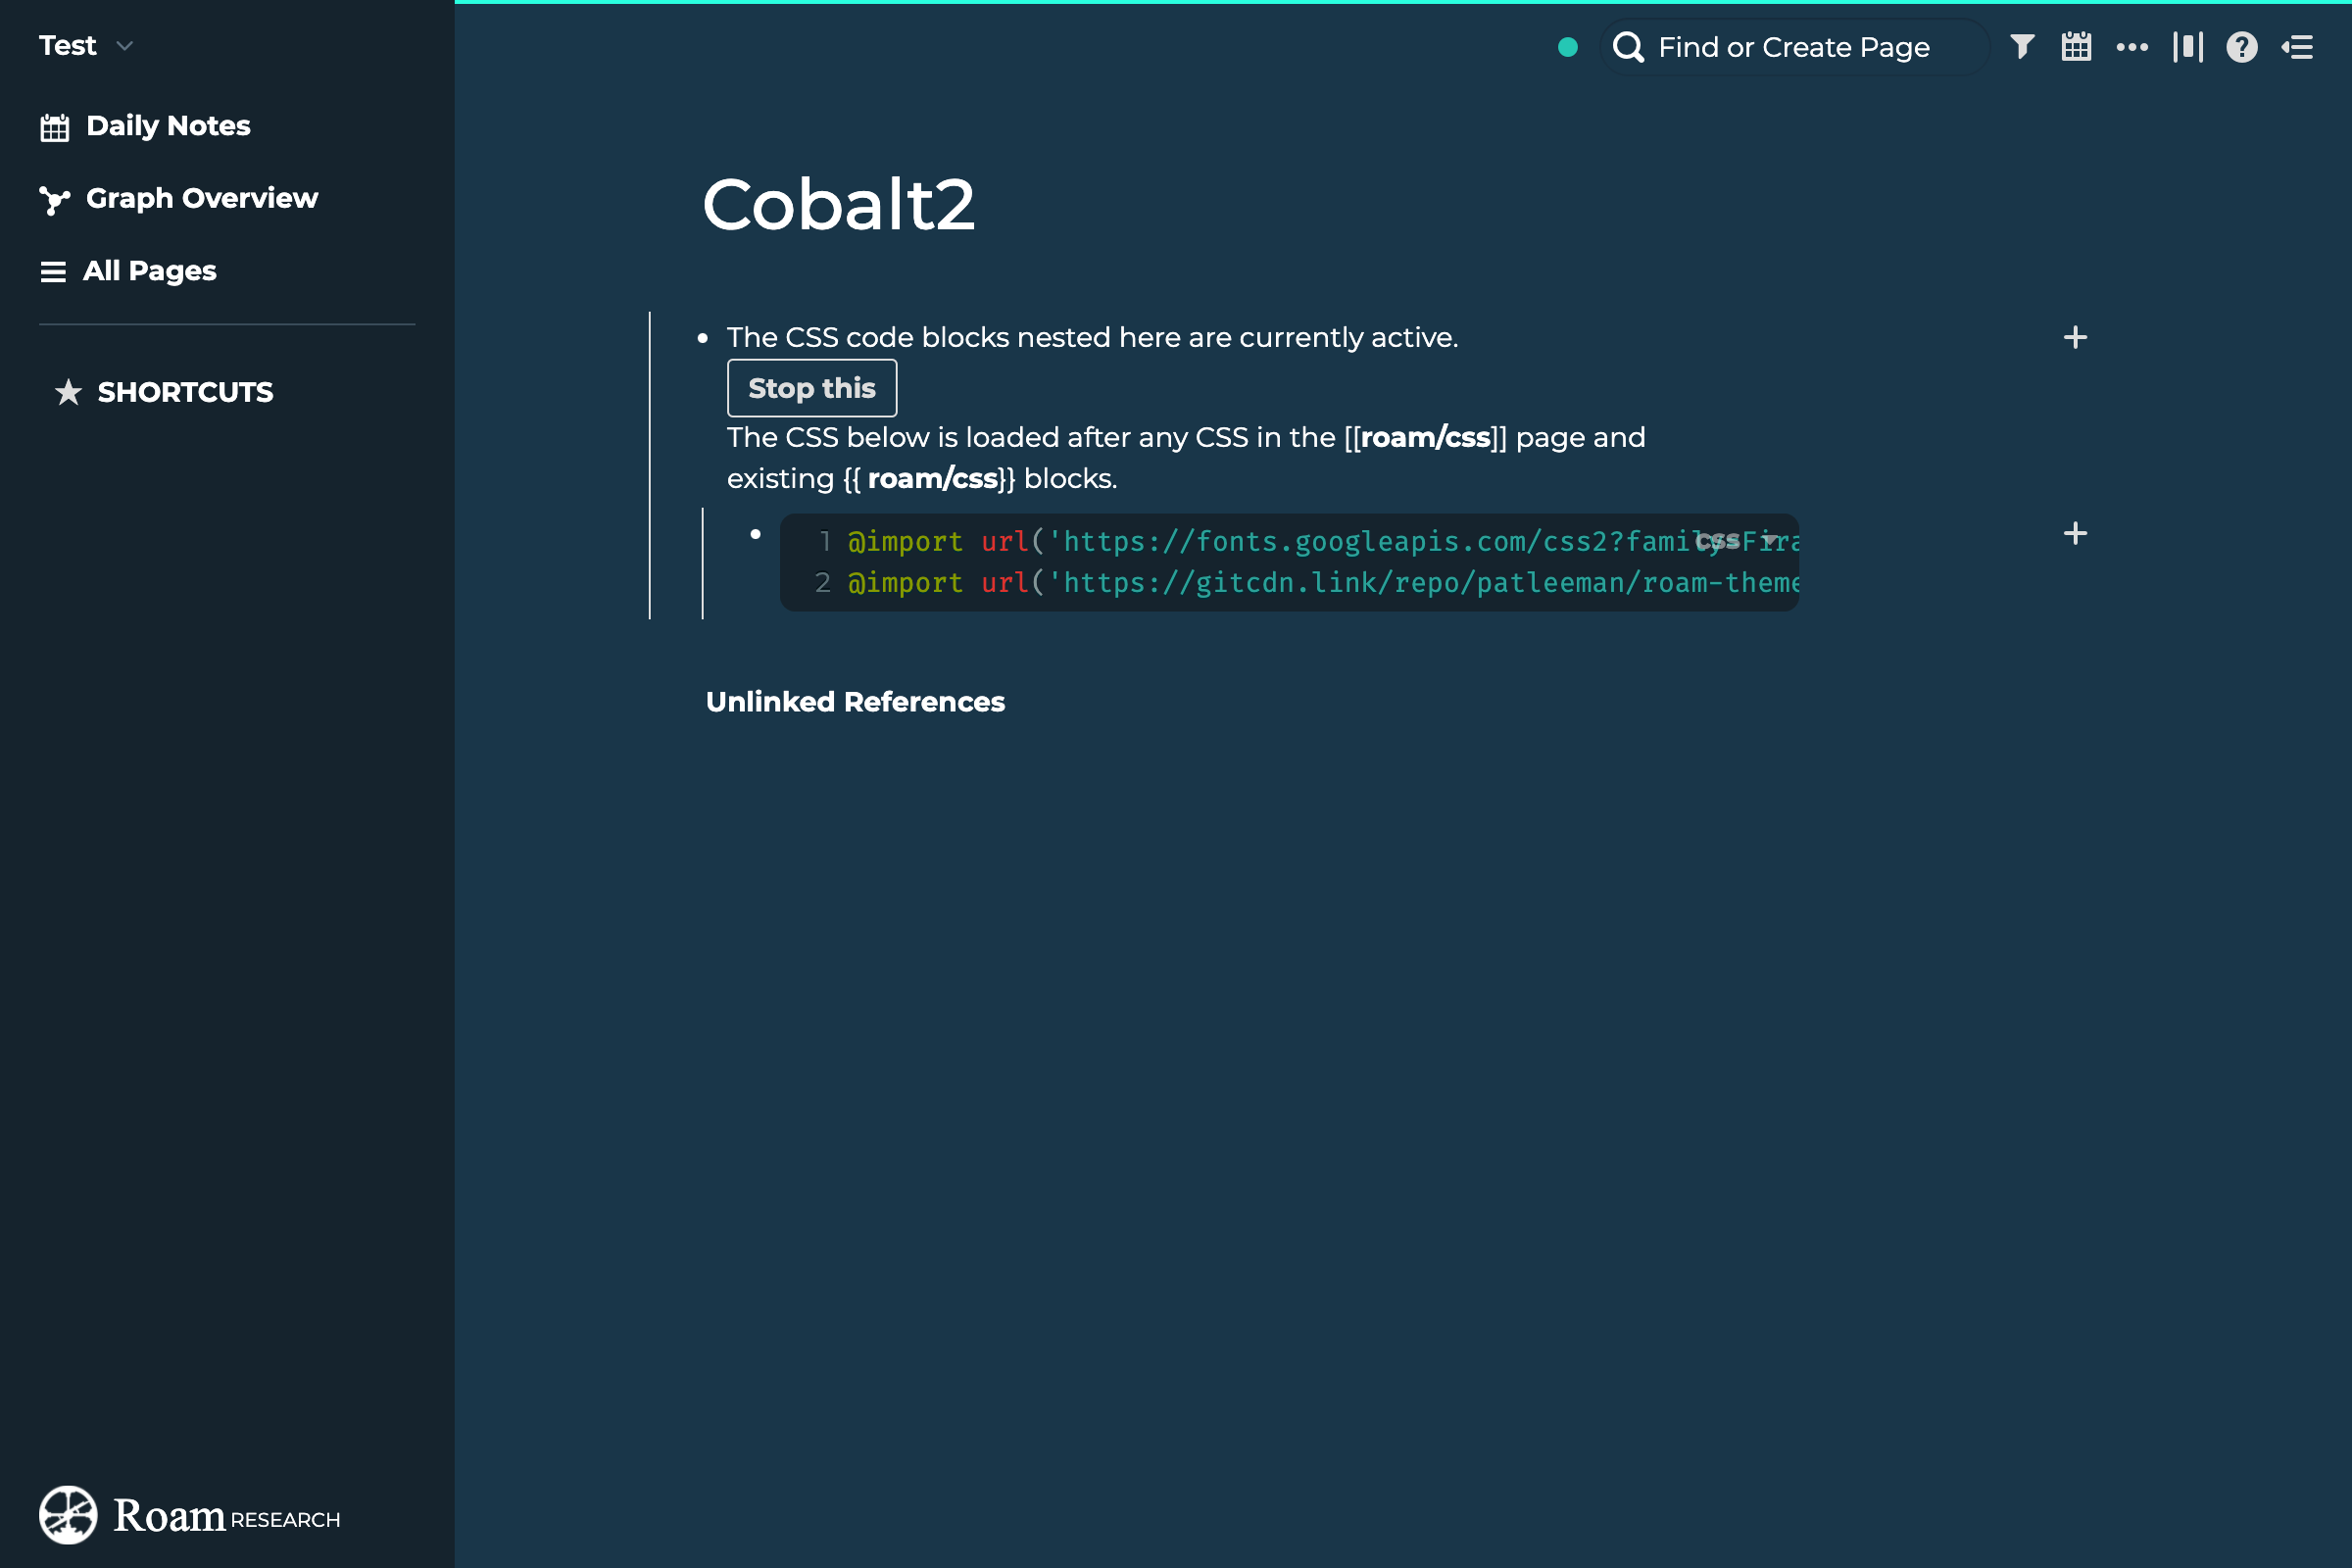 Test
Daily Notes
Graph Overview
All Pages
SHORTCUTS
Find or Create Page
Cobalt2
The CSS code blocks nested here are currently active.
Stop this
The CSS below is loaded after any CSS in the [[roam/css]] page and
existing {{ roam/css}} blocks.
1 @import url('https://fonts.googleapis.com/css2?family=Fira
css
2 @import url('https://gitcdn.link/repo/patleeman/roam-theme
Unlinked References
Roam RESEARCH